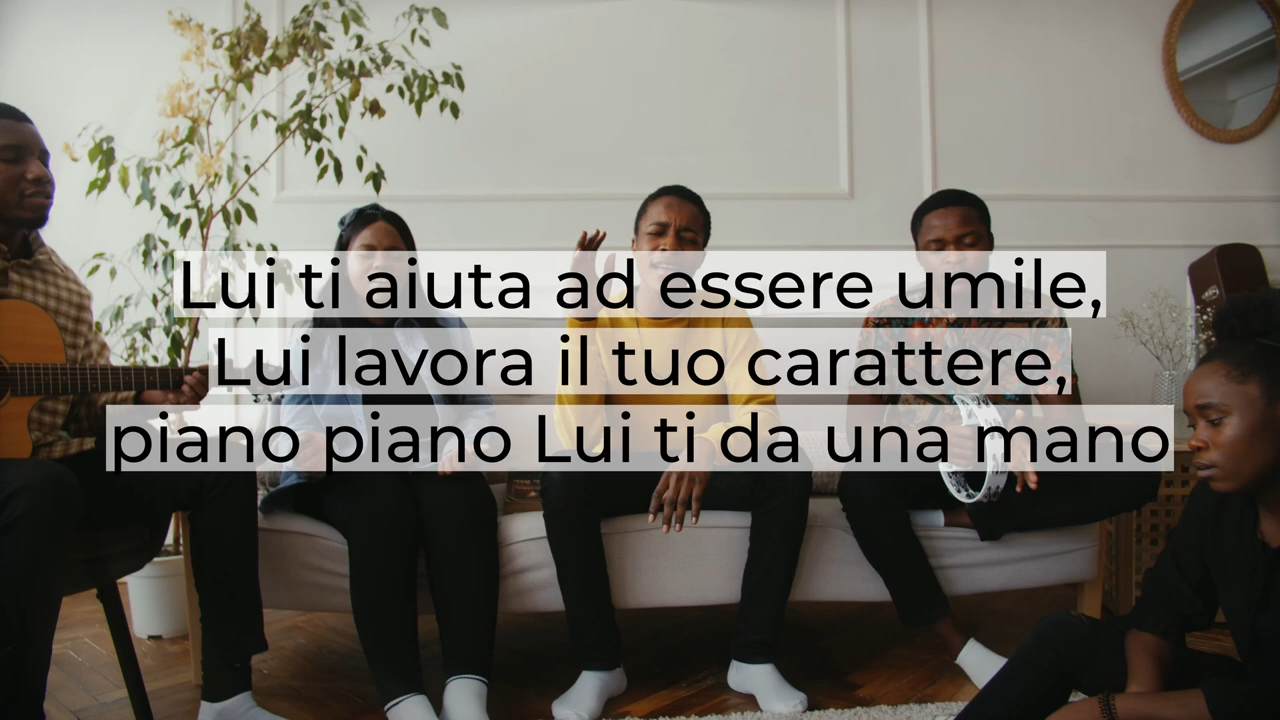 Lui ti aiuta ad essere umile,
Lui lavora il tuo carattere,
piano piano Lui ti da una mano